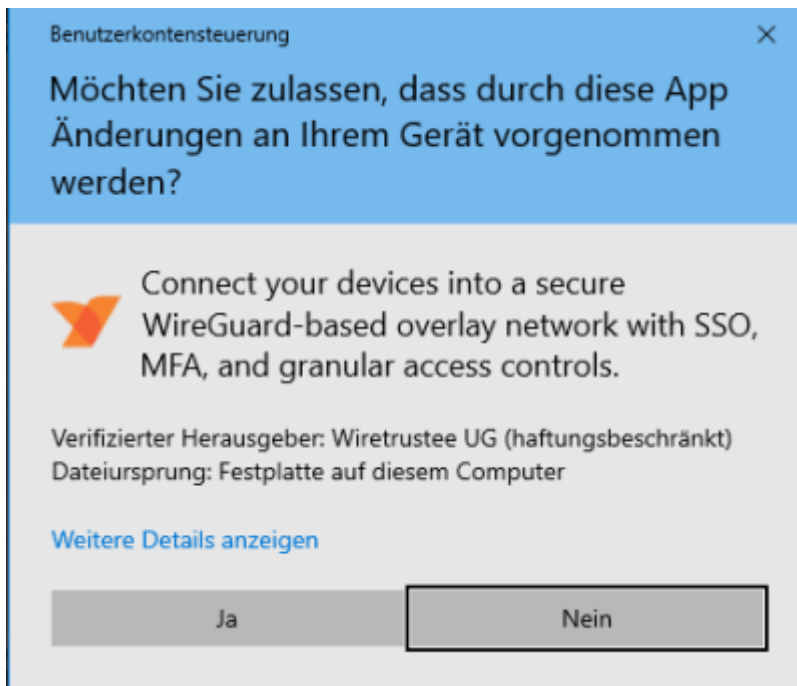 Benutzerkontensteuerung
Möchten Sie zulassen, dass durch diese App
Änderungen an Ihrem Gerät vorgenommen
werden?
Connect your devices into a secure
WireGuard-based overlay network with SSO,
MFA, and granular access controls.
Verifizierter Herausgeber: Wiretrustee UG (haftungsbeschränkt)
Dateiursprung: Festplatte auf diesem Computer
Weitere Details anzeigen
Ja
Nein